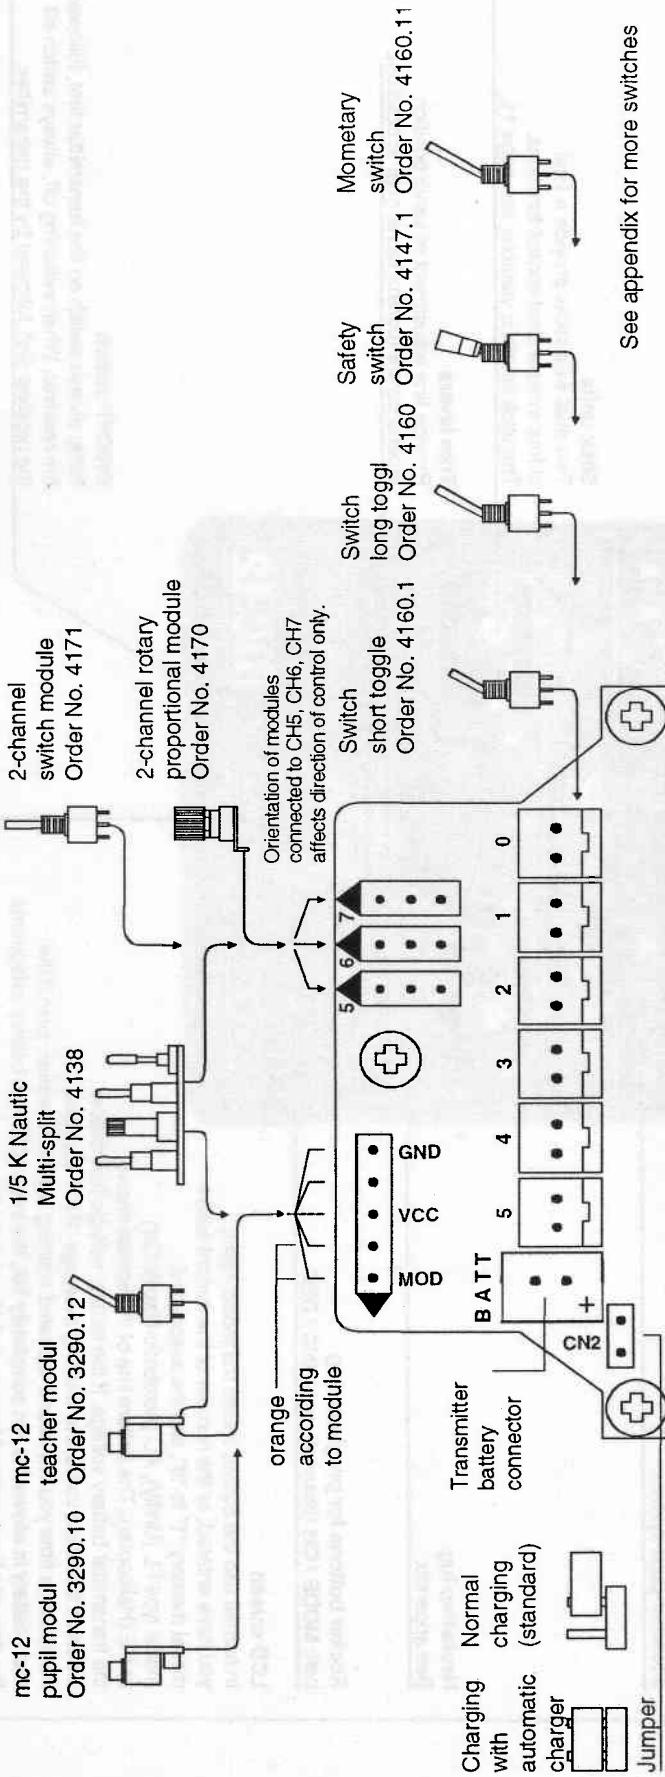 mc-12
pupil modul
Order No. 3290.10
mc-12
teacher modul
Order No. 3290.12
1/5 K Nautic
Multi-split
Order No. 4138
2-channel
switch module
Order No. 4171
2-channel rotary
proportional module
Order No. 4170
Orientation of modules
connected to CH5, CH6, CH7
affects direction of control only.
orange
according
to module
MOD
VCC
GND
5
6
7
Switch
short toggle
Order No. 4160.1
Switch
long toggl
Order No. 4160
Safety
switch
Order No. 4147.1
Mometary
switch
Order No. 4160.11
See appendix for more switches
Charging
with
automatic
charger
Normal
charging
(standard)
Transmitter
battery
connector
BATT
+
CN2
5
4
3
2
1
0
Jumper